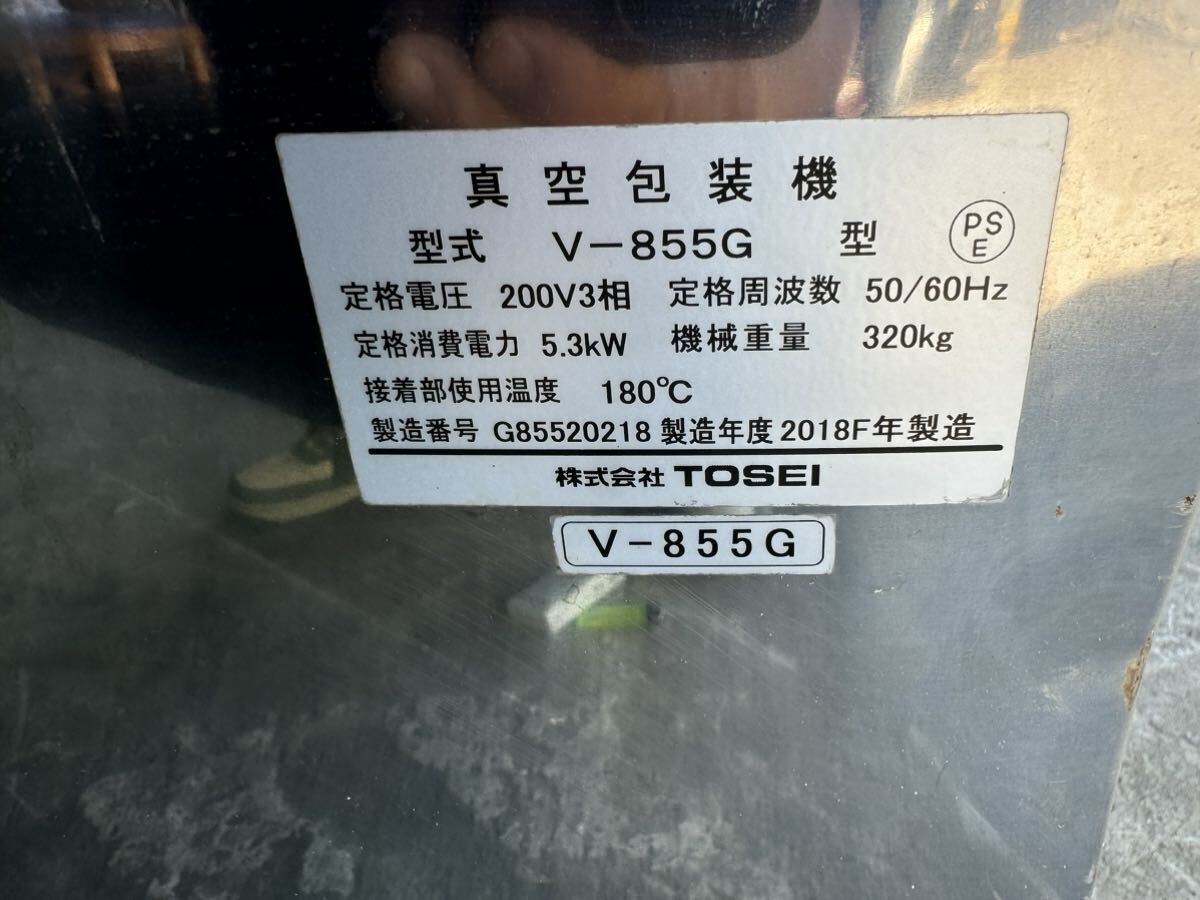 真空包装機
型式 V-855G 型 PSE
定格電圧 200V3相 定格周波数 50/60Hz
定格消費電力 5.3kW 機械重量 320kg
接着部使用温度 180℃
製造番号 G85520218 製造年度 2018F年製造
株式会社 TOSEI
V-855G